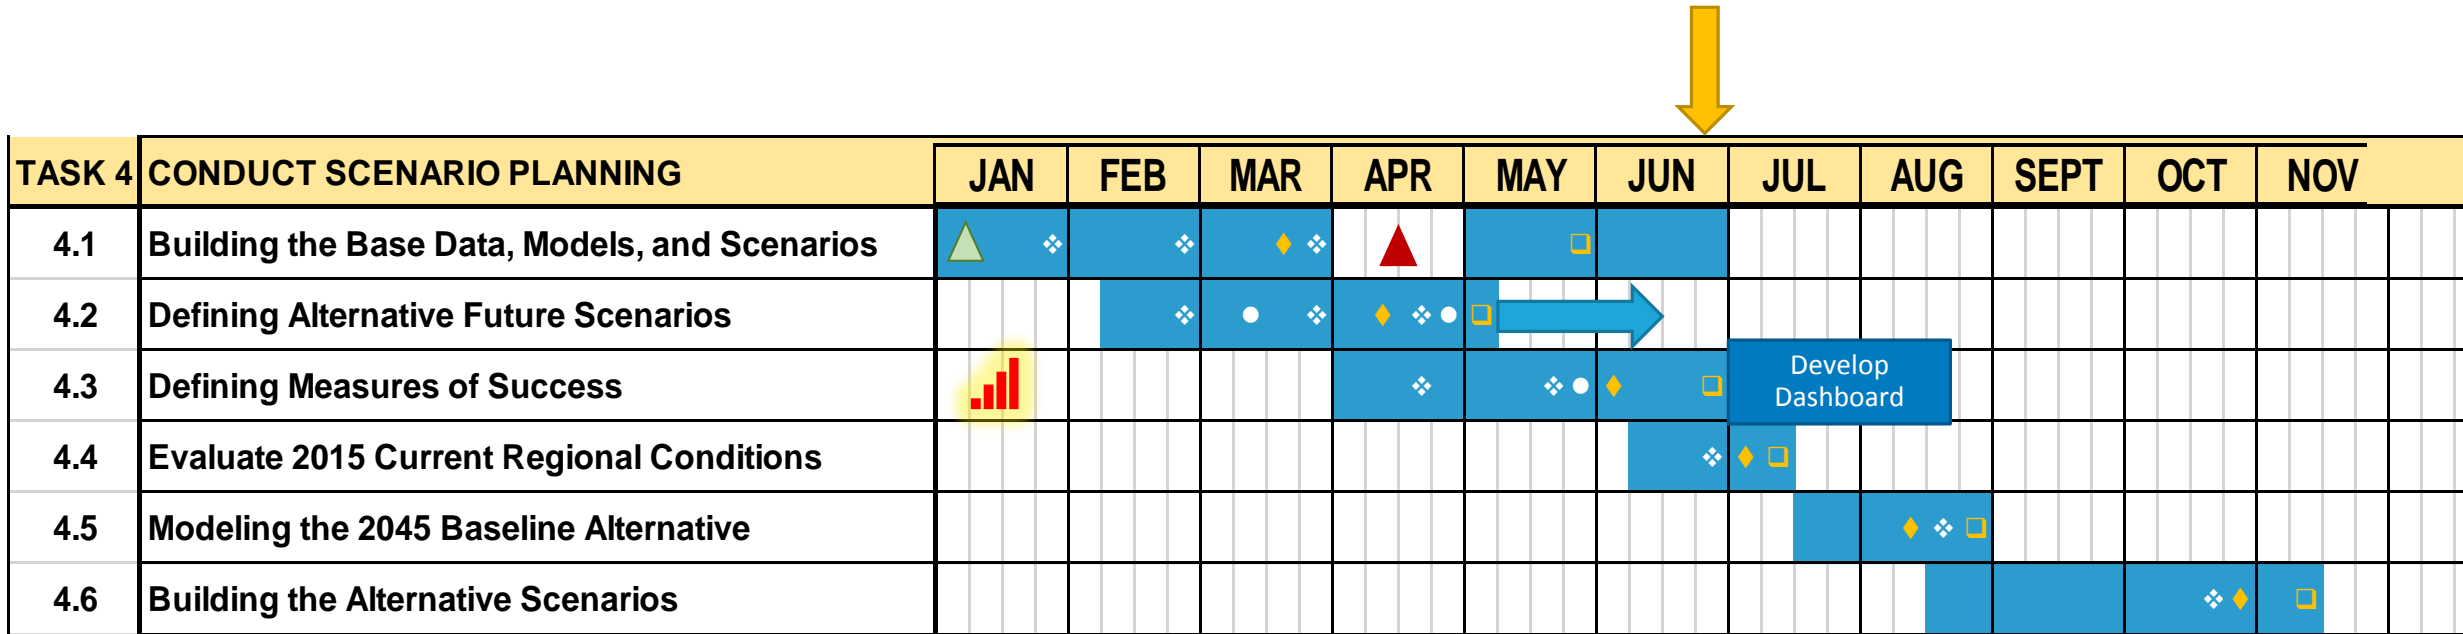 TASK 4 CONDUCT SCENARIO PLANNING JAN FEB MAR APR MAY JUN JUL AUG SEPT OCT NOV
4.1 Building the Base Data, Models, and Scenarios
4.2 Defining Alternative Future Scenarios
4.3 Defining Measures of Success
Develop
Dashboard
4.4 Evaluate 2015 Current Regional Conditions
4.5 Modeling the 2045 Baseline Alternative
4.6 Building the Alternative Scenarios